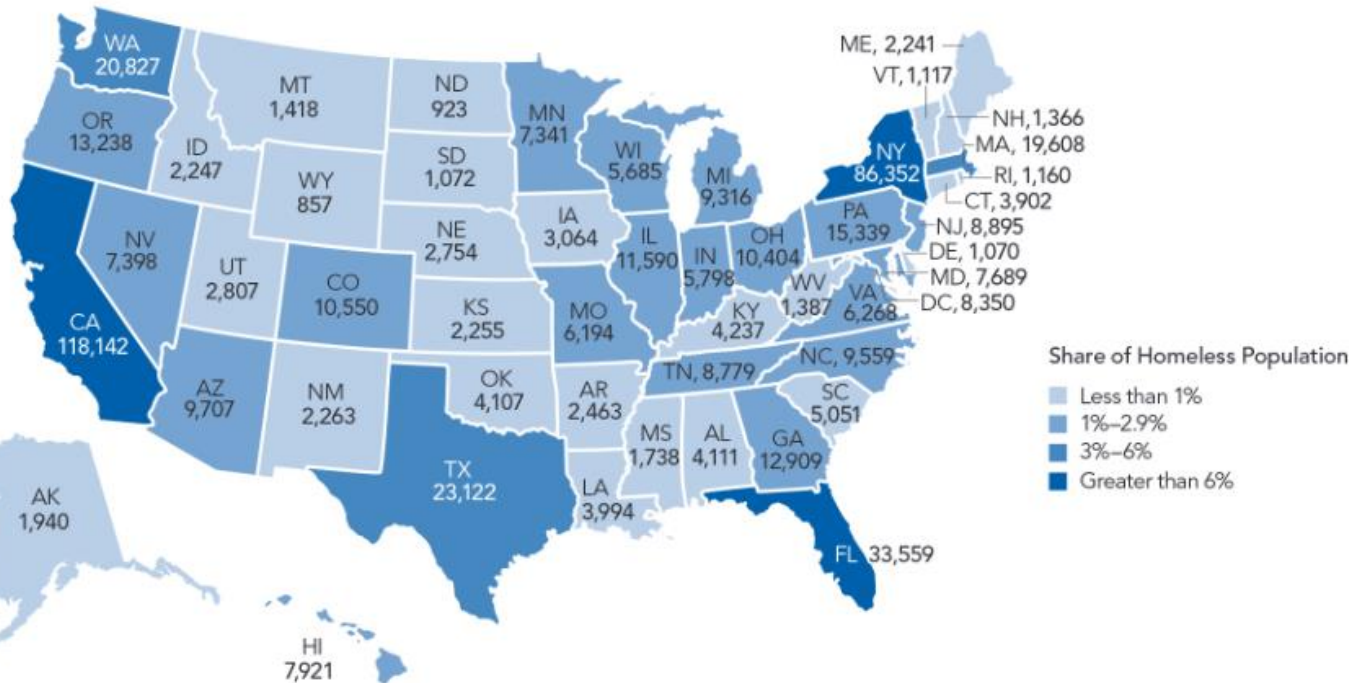 WA
20,827
OR
13,238
ID
2,247
MT
1,418
ND
923
MN
7,341
SD
1,072
WY
857
WI
5,685
MI
9,316
NY
86,352
ME, 2,241
VT, 1,117
NH, 1,366
MA, 19,608
RI, 1,160
CT, 3,902
NJ, 8,895
DE, 1,070
MD, 7,689
DC, 8,350
CA
118,142
NV
7,398
UT
2,807
CO
10,550
NE
2,754
IA
3,064
KS
2,255
MO
6,194
IL
11,590
IN
5,798
OH
10,404
PA
15,339
WV
1,387
VA
6,268
KY
4,237
TN, 8,779
NC, 9,559
SC
5,051
AZ
9,707
NM
2,263
OK
4,107
AR
2,463
MS
1,738
AL
4,111
GA
12,909
TX
23,122
LA
3,994
FL 33,559
AK
1,940
HI
7,921
Share of Homeless Population
Less than 1%
1%–2.9%
3%–6%
Greater than 6%